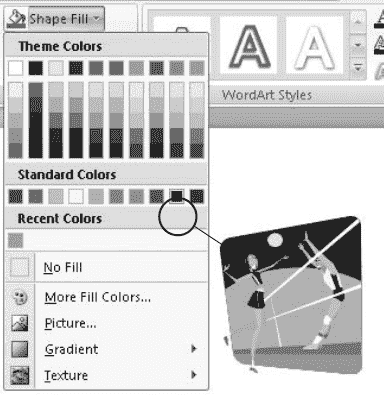 Shape Fill
Theme Colors
Standard Colors
Recent Colors
No Fill
More Fill Colors...
Picture...
Gradient
Texture
A A
WordArt Styles